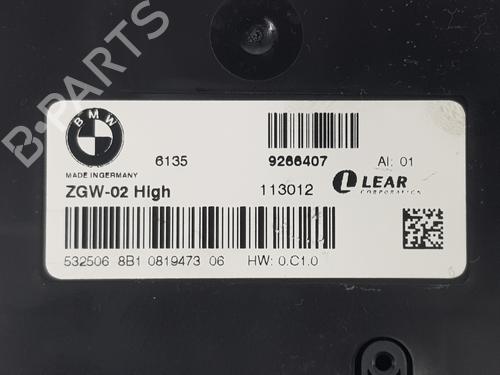 B-PARTS
BMW
MADE IN GERMANY
6135 9266407 AI: 01
ZGW-02 High 113012 LEAR
CORPORATION
532506 8B1 0819473 06 HW: 0.C1.0